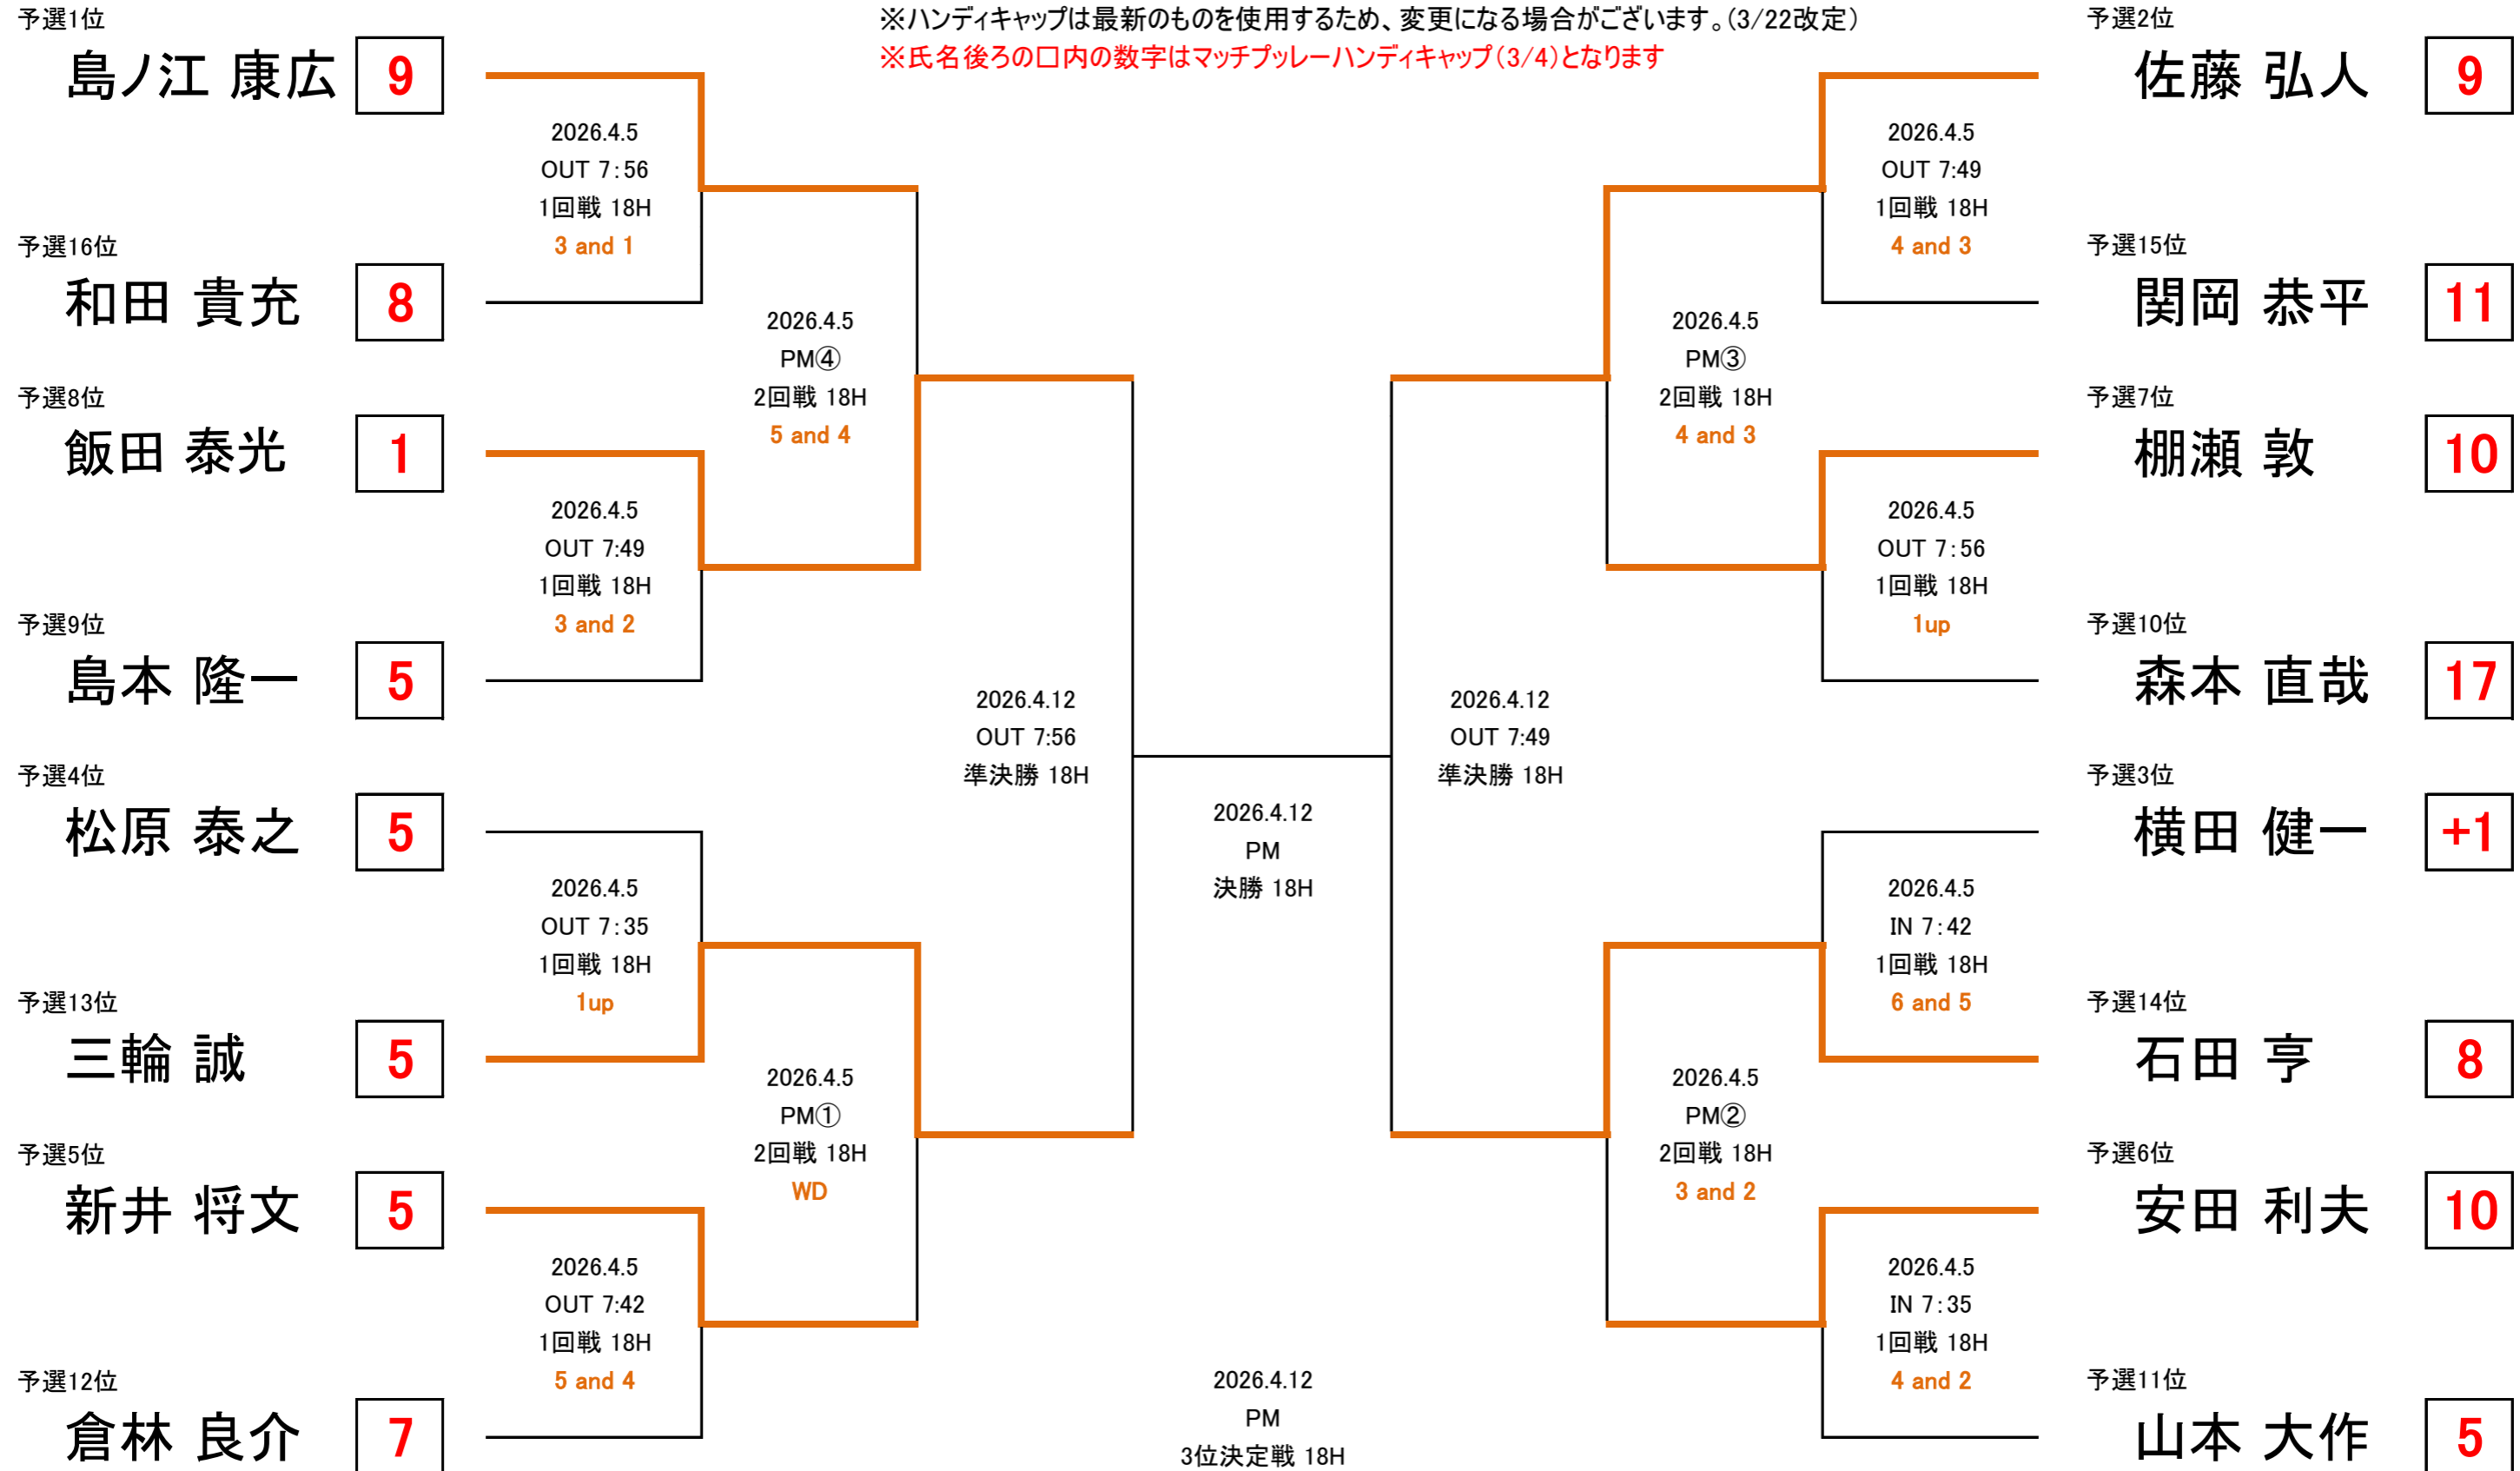 予選1位
※ハンディキャップは最新のものを使用するため、変更になる場合がございます。(3/22改定)
予選2位
島ノ江 康広 9
※氏名後ろの口内の数字はマッチプッレーハンディキャップ(3/4)となります
佐藤 弘人 9
2026.4.5
OUT 7:56
1回戦 18H
3 and 1
2026.4.5
OUT 7:49
1回戦 18H
4 and 3
予選16位
和田 貴充 8
予選15位
関岡 恭平 11
2026.4.5
PM④
2回戦 18H
5 and 4
2026.4.5
PM③
2回戦 18H
4 and 3
予選8位
飯田 泰光 1
予選7位
棚瀬 敦 10
2026.4.5
OUT 7:49
1回戦 18H
3 and 2
2026.4.5
OUT 7:56
1回戦 18H
1up
予選9位
島本 隆一 5
予選10位
森本 直哉 17
2026.4.12
OUT 7:56
準決勝 18H
2026.4.12
OUT 7:49
準決勝 18H
予選4位
松原 泰之 5
2026.4.12
PM
決勝 18H
予選3位
横田 健一 +1
2026.4.5
OUT 7:35
1回戦 18H
1up
2026.4.5
IN 7:42
1回戦 18H
6 and 5
予選13位
三輪 誠 5
予選14位
石田 亨 8
2026.4.5
PM①
2回戦 18H
WD
2026.4.5
PM②
2回戦 18H
3 and 2
予選5位
新井 将文 5
予選6位
安田 利夫 10
2026.4.5
OUT 7:42
1回戦 18H
5 and 4
2026.4.5
IN 7:35
1回戦 18H
4 and 2
予選12位
倉林 良介 7
2026.4.12
PM
3位決定戦 18H
予選11位
山本 大作 5